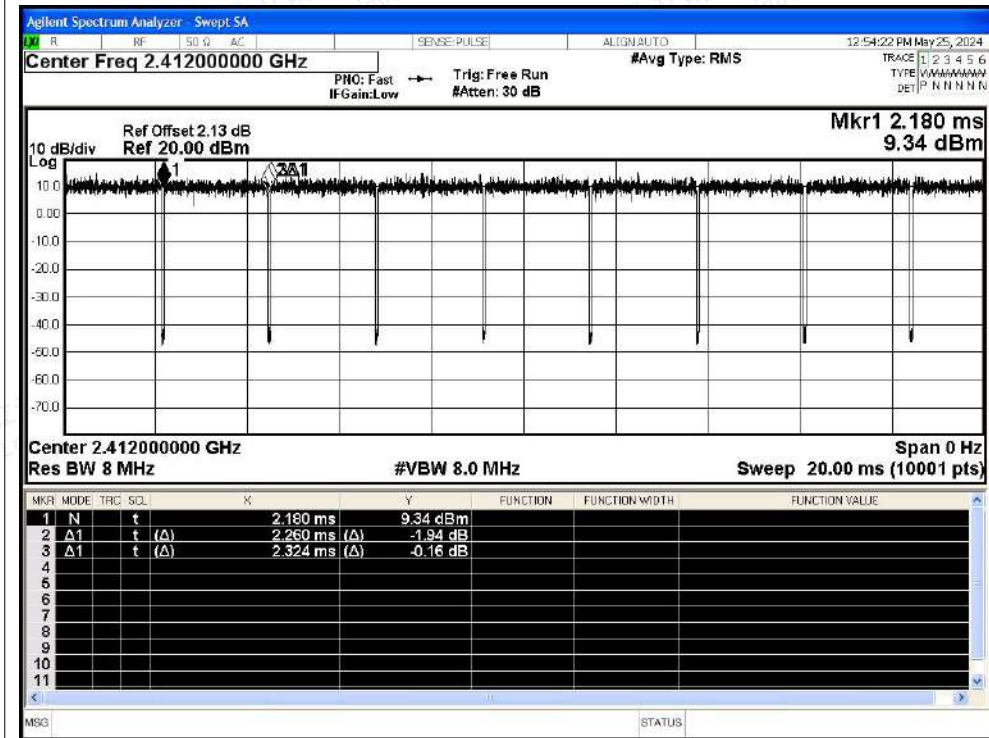 Agilent Spectrum Analyzer - Swept SA
LXI R RF 50 Ω AC SENSE:PULSE ALIGN AUTO 12:54:22 PM May 25, 2024
Center Freq 2.412000000 GHz
PNO: Fast
IFGain:Low
Trig: Free Run
#Atten: 30 dB
#Avg Type: RMS
TRACE 1 2 3 4 5 6
TYPE
DET P N N N N N
Mkr1 2.180 ms
9.34 dBm
Ref Offset 2.13 dB
10 dB/div Ref 20.00 dBm
Log
1 3Δ1
10.0
0.00
-10.0
-20.0
-30.0
-40.0
-50.0
-60.0
-70.0
Center 2.412000000 GHz Span 0 Hz
Res BW 8 MHz #VBW 8.0 MHz Sweep 20.00 ms (10001 pts)
MKR MODE TRC SCL X Y FUNCTION FUNCTION WIDTH FUNCTION VALUE
1 N t 2.180 ms 9.34 dBm
2 Δ1 t (Δ) 2.260 ms (Δ) -1.94 dB
3 Δ1 t (Δ) 2.324 ms (Δ) -0.16 dB
4
5
6
7
8
9
10
11
MSG STATUS